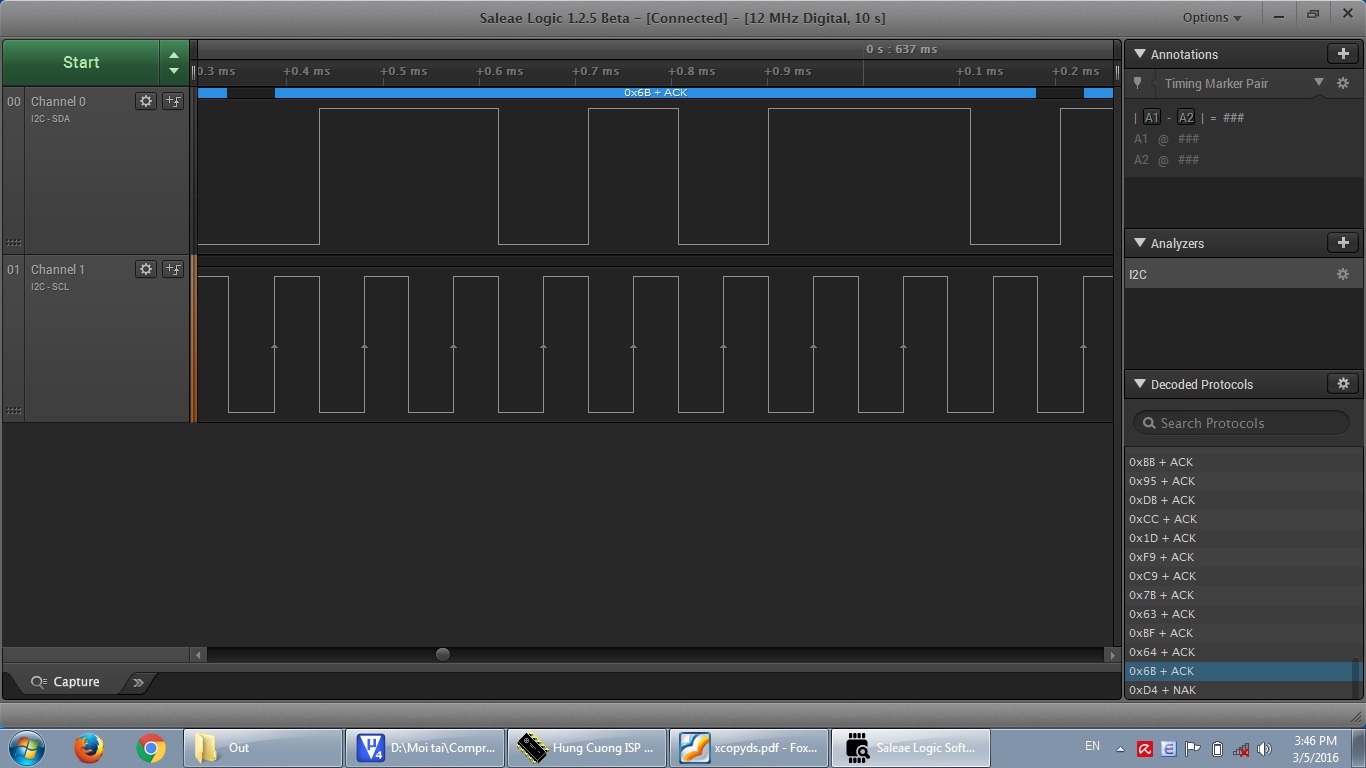 Saleae Logic 1.2.5 Beta - [Connected] - [12 MHz Digital, 10 s]
Options
Start
0 s : 637 ms
0.3 ms +0.4 ms +0.5 ms +0.6 ms +0.7 ms +0.8 ms +0.9 ms +0.1 ms +0.2 ms
0x6B + ACK
00 Channel 0
I2C - SDA
01 Channel 1
I2C - SCL
Annotations
Timing Marker Pair
| A1 - A2 | = ###
A1 @ ###
A2 @ ###
Analyzers
I2C
Decoded Protocols
Search Protocols
0xBB + ACK
0x95 + ACK
0xDB + ACK
0xCC + ACK
0x1D + ACK
0xF9 + ACK
0xC9 + ACK
0x7B + ACK
0x63 + ACK
0xBF + ACK
0x64 + ACK
0x6B + ACK
0xD4 + NAK
Capture
Out
D:\Moi tai\Compr...
Hung Cuong ISP ...
xcopyds.pdf - Fox...
Saleae Logic Soft...
EN
3:46 PM
3/5/2016